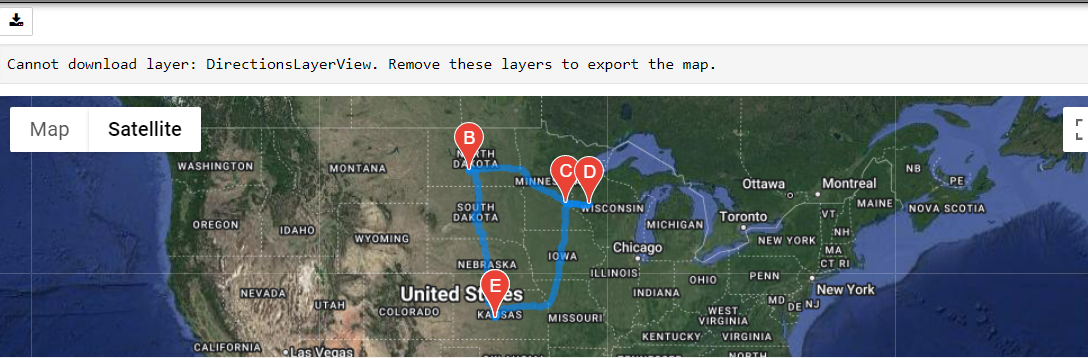 Cannot download layer: DirectionsLayerView. Remove these layers to export the map.
Map
Satellite
B
NORTH
DAKOTA
WASHINGTON
MONTANA
MINNES
C
D
OREGON
IDAHO
SOUTH
DAKOTA
WISCONSIN
WYOMING
MICHIGAN
Ottawa
Montreal
Toronto
NB
PE
MAINE
NOVA SCOTIA
VT
NH
NEW YORK
MA
CT RI
Chicago
IOWA
NEBRASKA
ILLINOIS
INDIANA
OHIO
PENN
New York
MD
DE
NJ
NEVADA
UTAH
COLORADO
United States
E
KANSAS
MISSOURI
WEST
VIRGINIA
KENTUCKY
VIRGINIA
CALIFORNIA
Las Vegas
NORTH